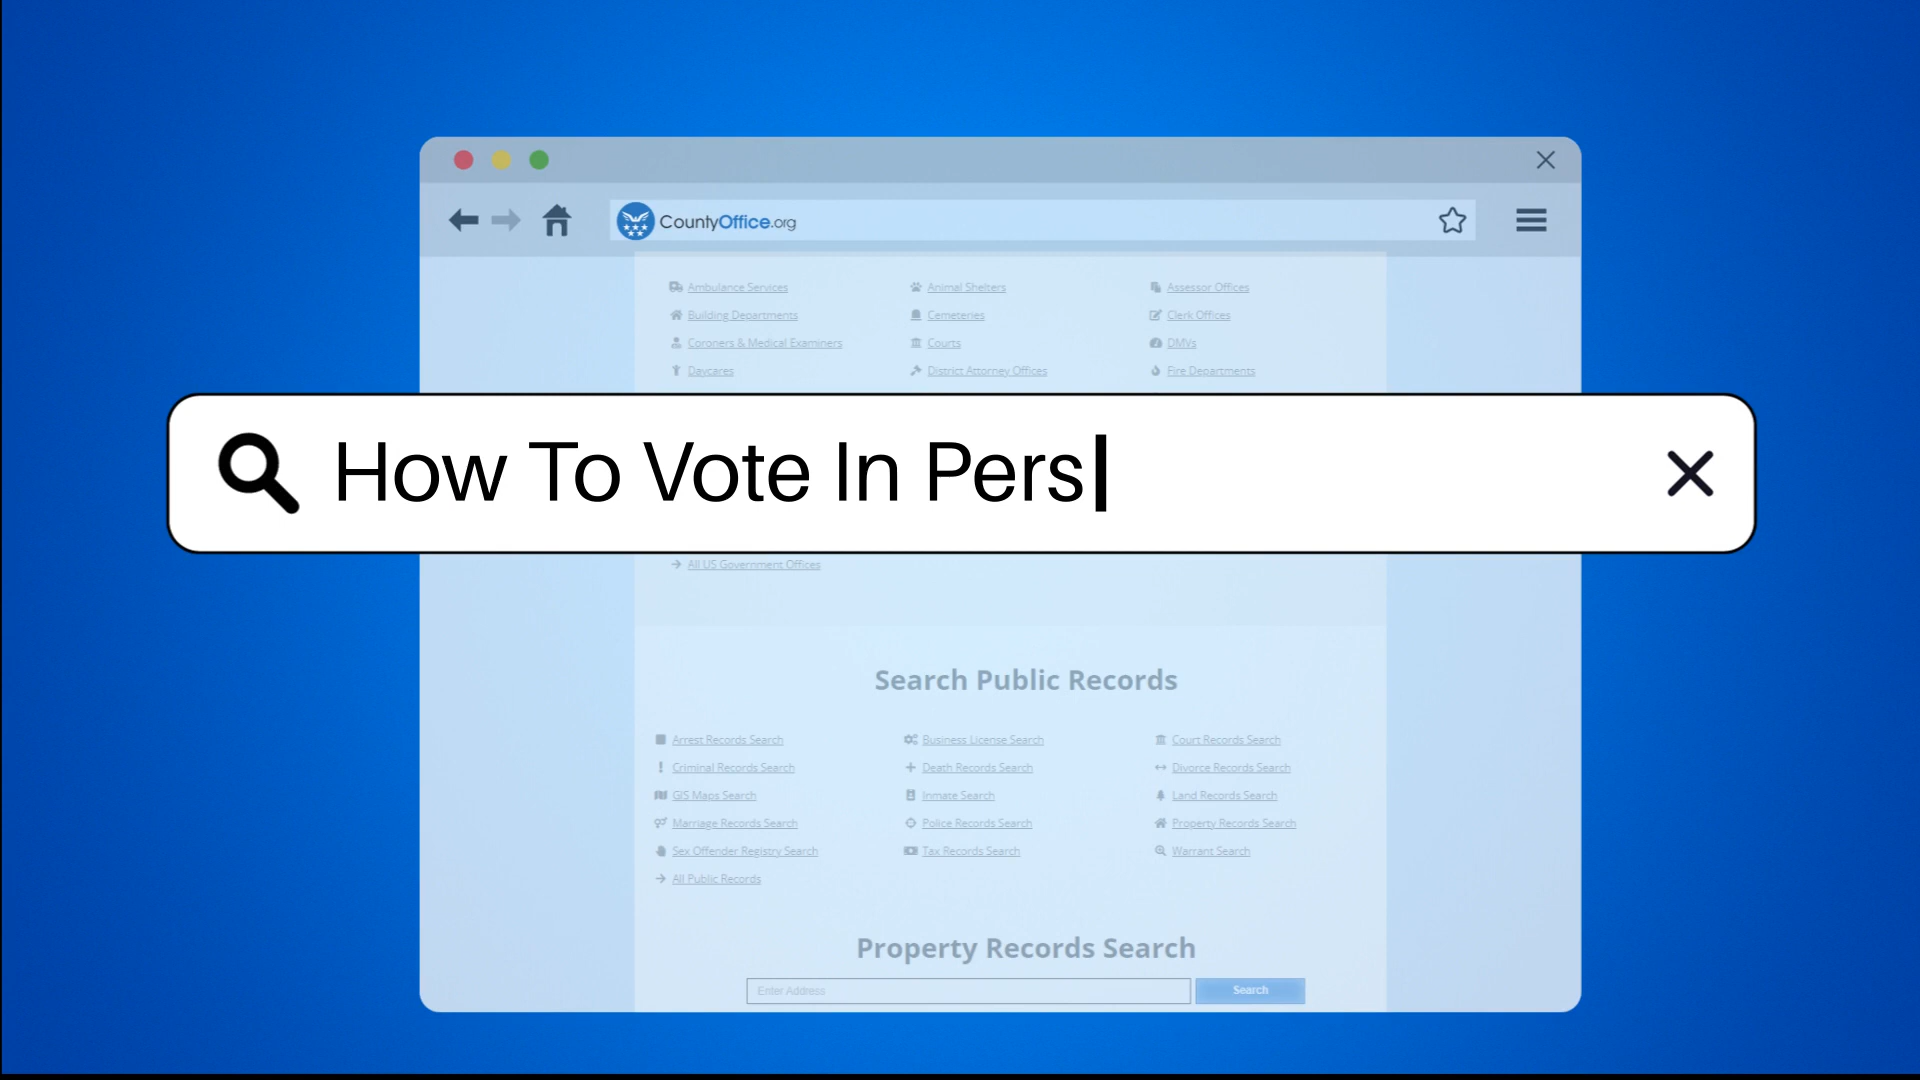 CountyOffice.org
Ambulance Services Animal Shelters Assessor Offices
Building Departments Cemeteries Clerk Offices
Coroners & Medical Examiners Courts DMVs
Daycares District Attorney Offices Fire Departments
How To Vote In Pers
All US Government Offices
Search Public Records
Arrest Records Search Business License Search Court Records Search
Criminal Records Search Death Records Search Divorce Records Search
GIS Maps Search Inmate Search Land Records Search
Marriage Records Search Police Records Search Property Records Search
Sex Offender Registry Search Tax Records Search Warrant Search
All Public Records
Property Records Search
Enter Address Search